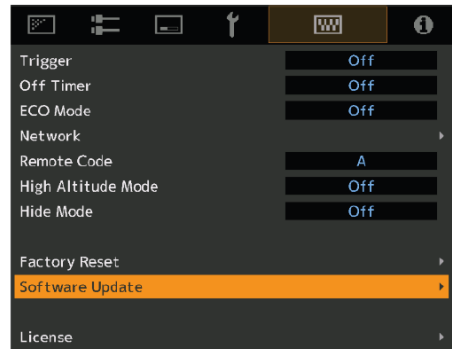 Trigger Off
Off Timer Off
ECO Mode Off
Network
Remote Code A
High Altitude Mode Off
Hide Mode Off
Factory Reset
Software Update
License